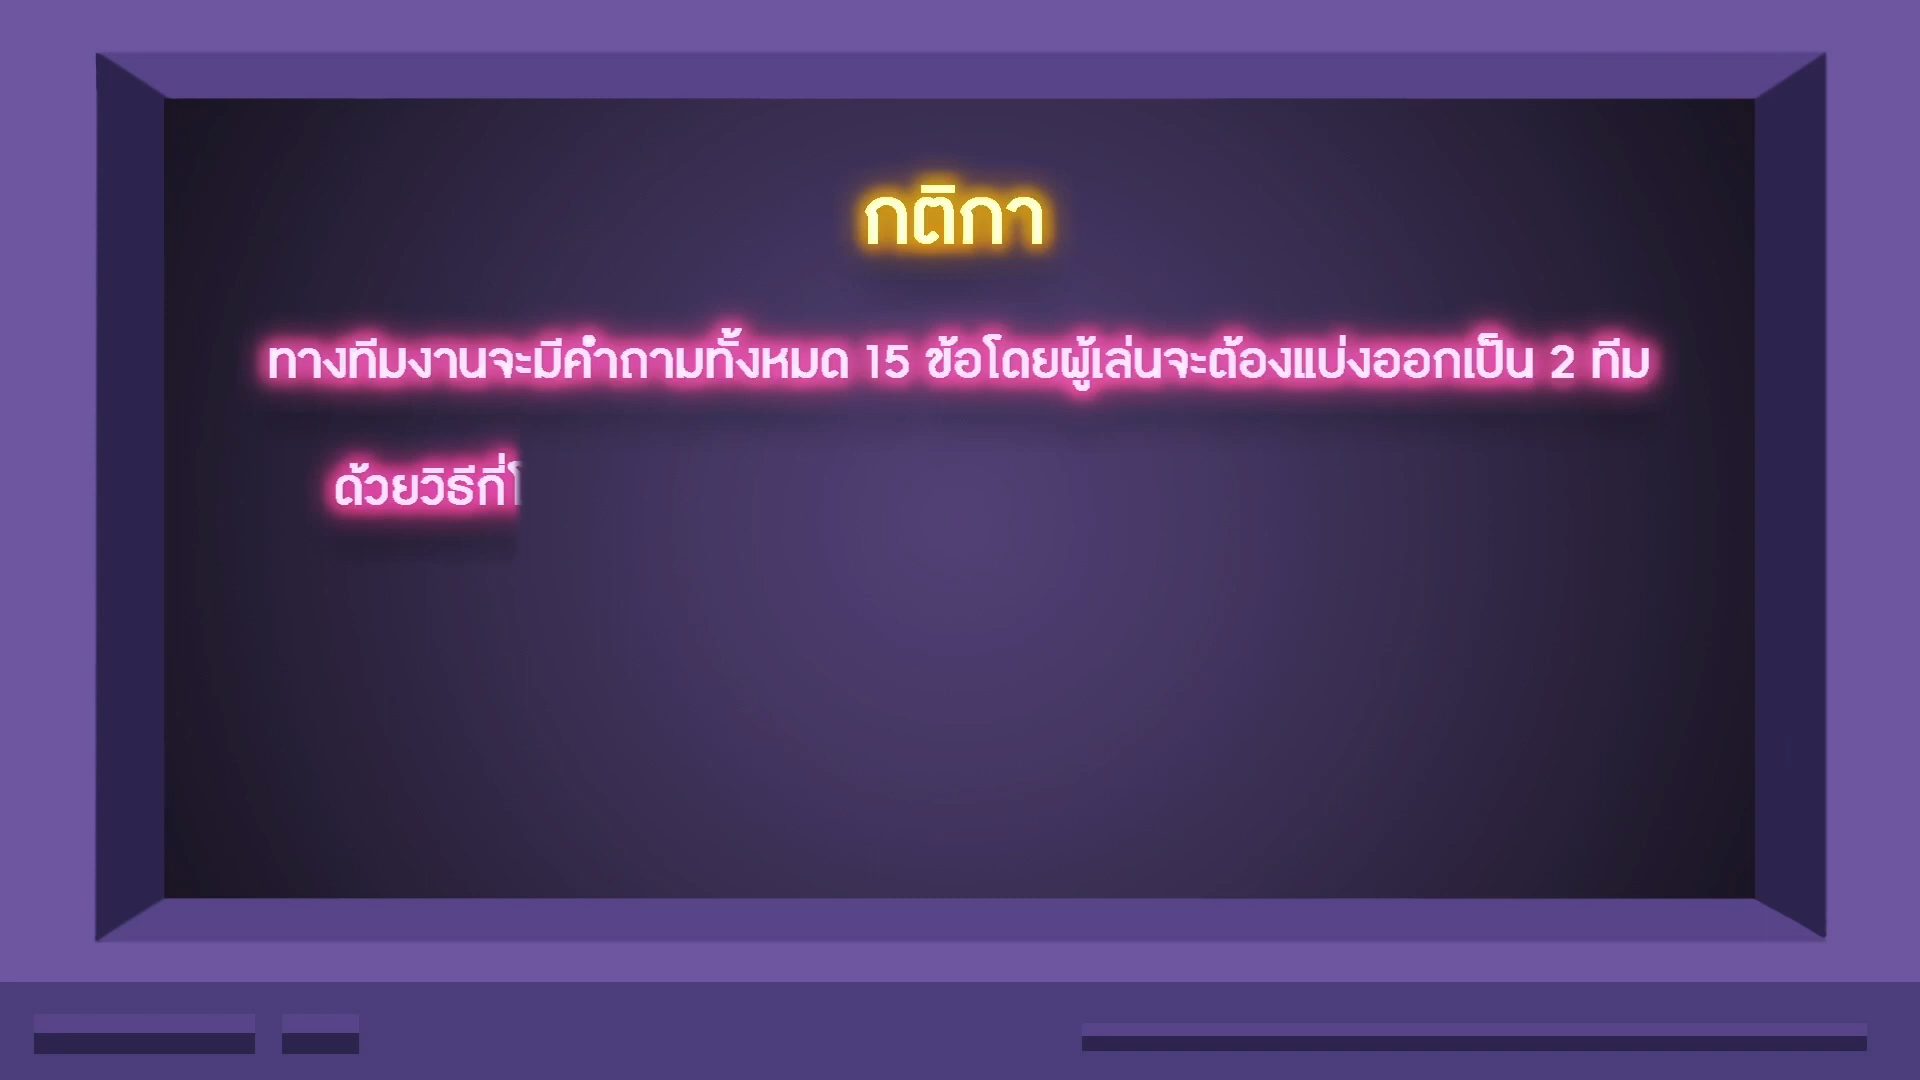 กติกา
ทางทีมงานจะมีคำถามทั้งหมด 15 ข้อโดยผู้เล่นจะต้องแบ่งออกเป็น 2 ทีม
ด้วยวิธีกี่